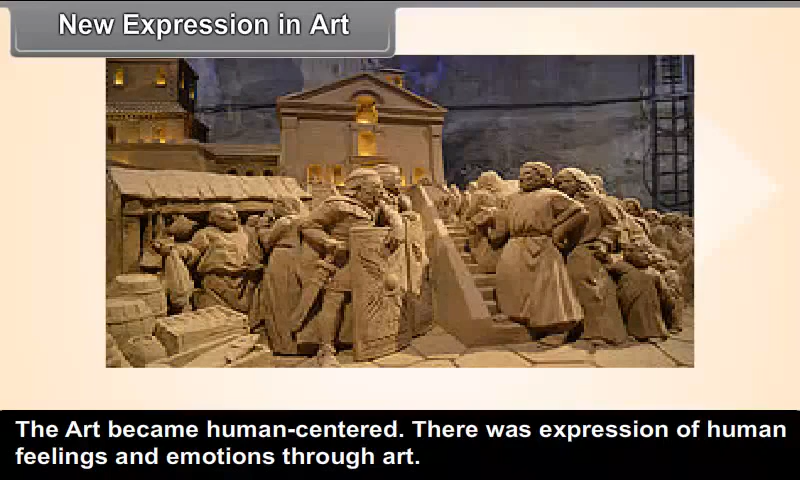 New Expression in Art
The Art became human-centered. There was expression of human
feelings and emotions through art.